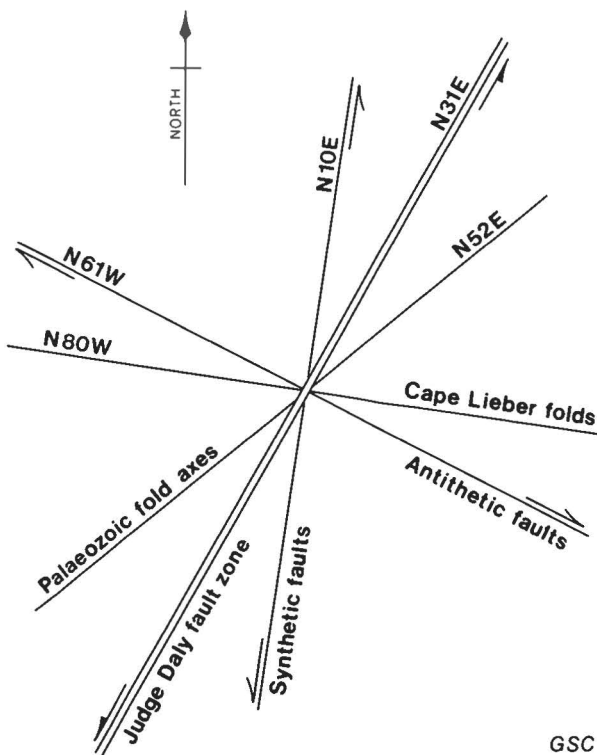 NORTH
N10E
N31E
N52E
N61W
N80W
Cape Lieber folds
Antithetic faults
Palaeozoic fold axes
Judge Daly fault zone
Synthetic faults
GSC